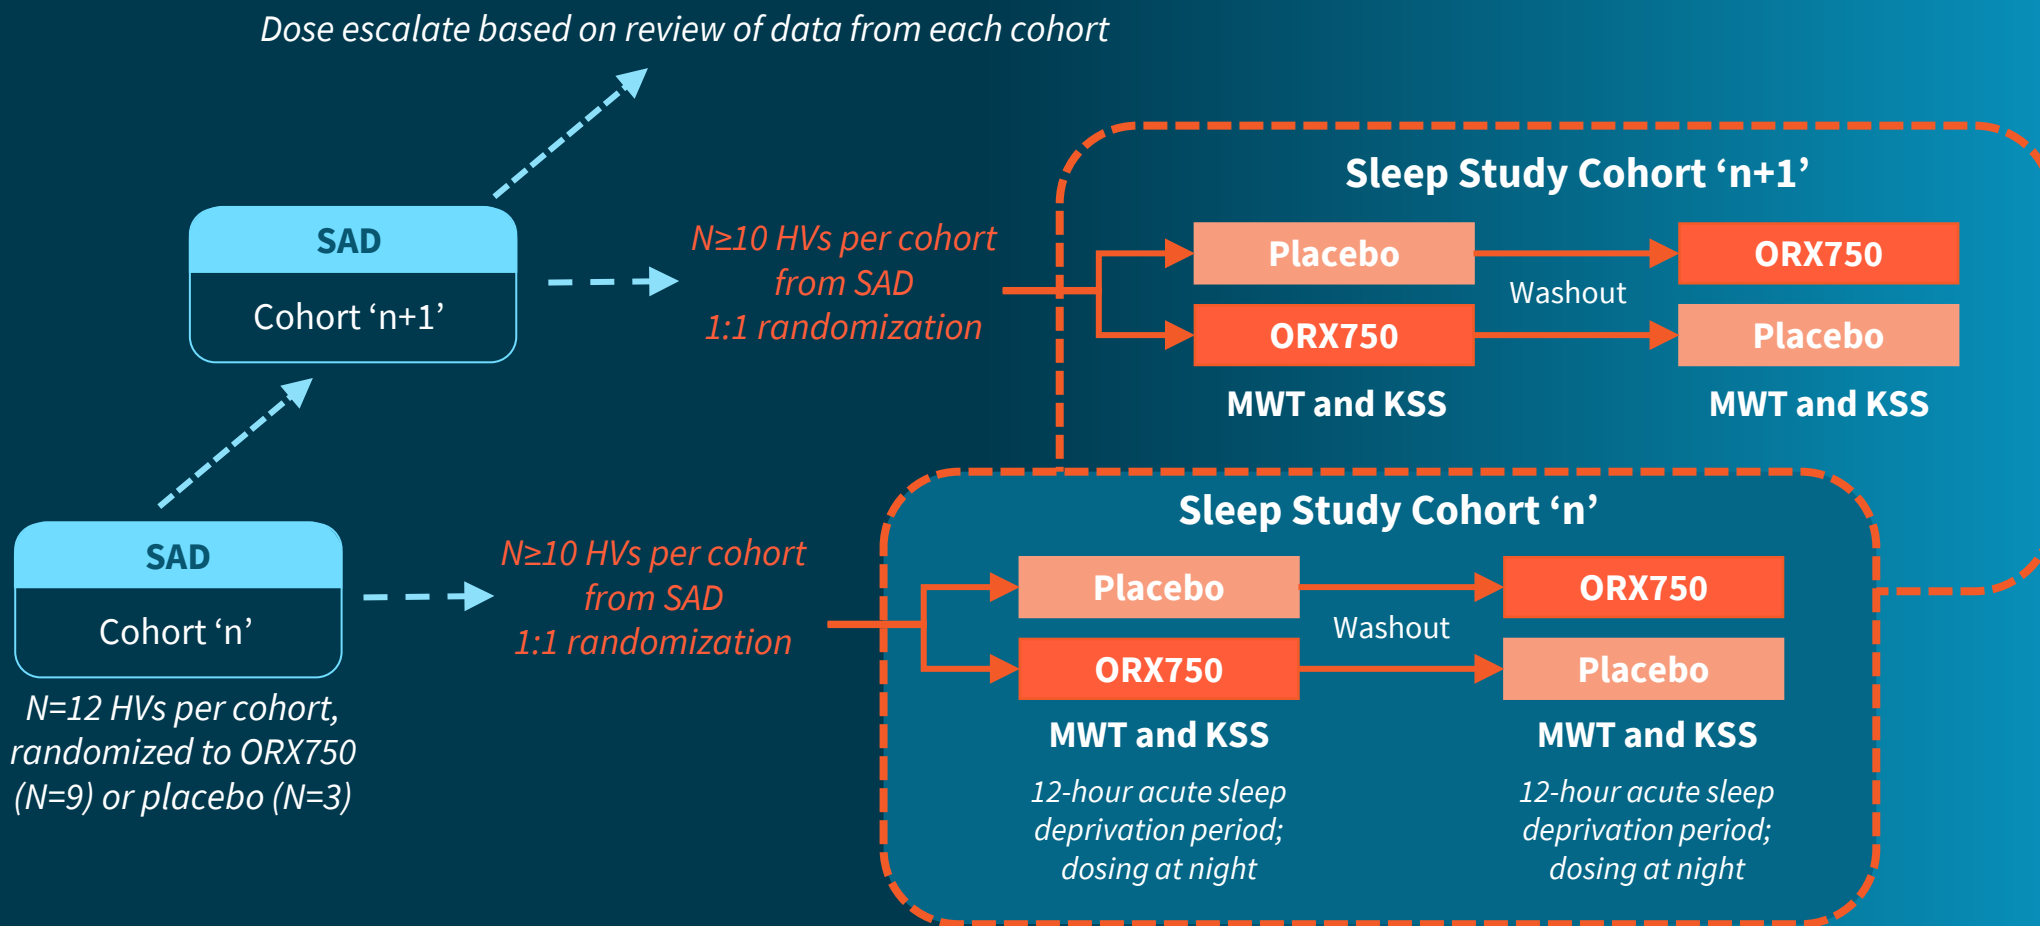 Dose escalate based on review of data from each cohort
SAD
Cohort ‘n+1’
N≥10 HVs per cohort
from SAD
1:1 randomization
Sleep Study Cohort ‘n+1’
Placebo
ORX750
Washout
ORX750
Placebo
MWT and KSS
MWT and KSS
SAD
Cohort ‘n’
N=12 HVs per cohort,
randomized to ORX750
(N=9) or placebo (N=3)
N≥10 HVs per cohort
from SAD
1:1 randomization
Sleep Study Cohort ‘n’
Placebo
ORX750
Washout
ORX750
Placebo
MWT and KSS
12-hour acute sleep
deprivation period;
dosing at night
MWT and KSS
12-hour acute sleep
deprivation period;
dosing at night